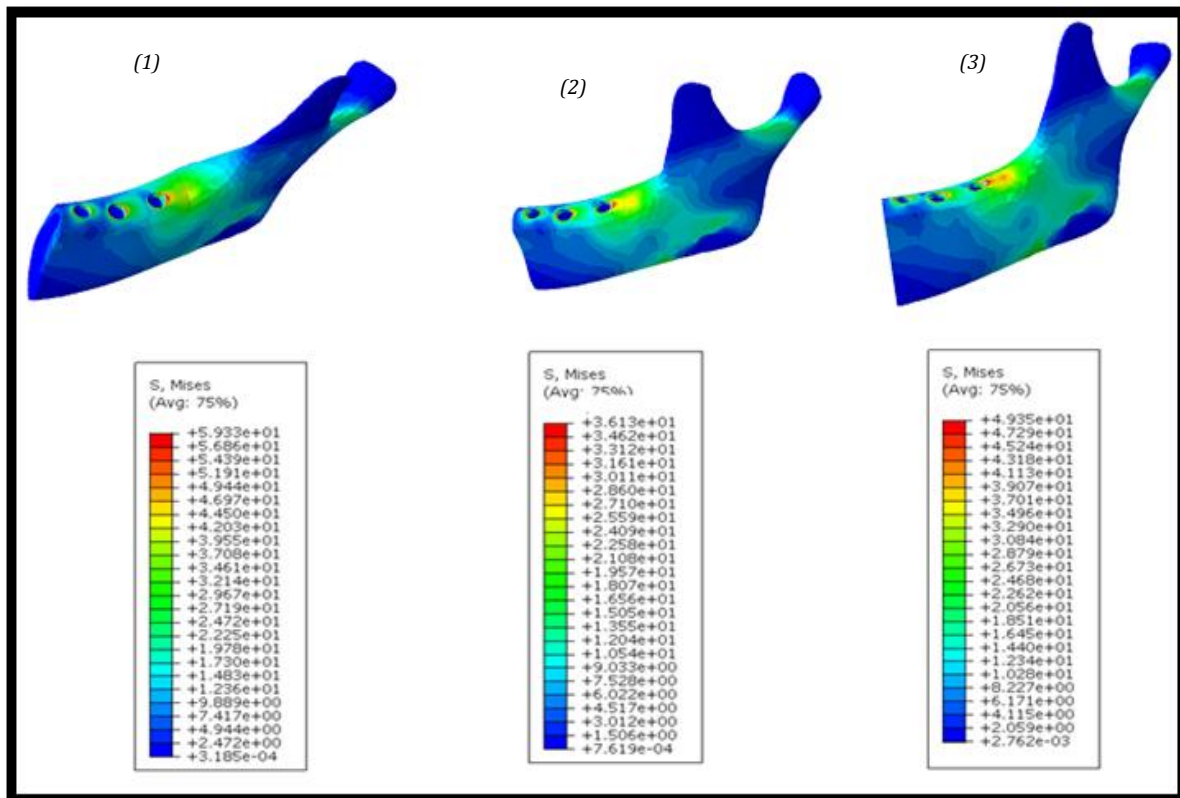 (1)
(2)
(3)
S, Mises
(Avg: 75%)
+5.933e+01
+5.686e+01
+5.439e+01
+5.191e+01
+4.944e+01
+4.697e+01
+4.450e+01
+4.203e+01
+3.955e+01
+3.708e+01
+3.461e+01
+3.214e+01
+2.967e+01
+2.719e+01
+2.472e+01
+2.225e+01
+1.978e+01
+1.730e+01
+1.483e+01
+1.236e+01
+9.889e+00
+7.417e+00
+4.944e+00
+2.472e+00
+3.185e-04
S, Mises
(Avg: 75%)
+3.613e+01
+3.462e+01
+3.312e+01
+3.161e+01
+3.011e+01
+2.860e+01
+2.710e+01
+2.559e+01
+2.409e+01
+2.258e+01
+2.108e+01
+1.957e+01
+1.807e+01
+1.656e+01
+1.505e+01
+1.355e+01
+1.204e+01
+1.054e+01
+9.033e+00
+7.528e+00
+6.022e+00
+4.517e+00
+3.012e+00
+1.506e+00
+7.619e-04
S, Mises
(Avg: 75%)
+4.935e+01
+4.729e+01
+4.524e+01
+4.318e+01
+4.113e+01
+3.907e+01
+3.701e+01
+3.496e+01
+3.290e+01
+3.084e+01
+2.879e+01
+2.673e+01
+2.468e+01
+2.262e+01
+2.056e+01
+1.851e+01
+1.645e+01
+1.440e+01
+1.234e+01
+1.028e+01
+8.227e+00
+6.171e+00
+4.115e+00
+2.059e+00
+2.762e-03